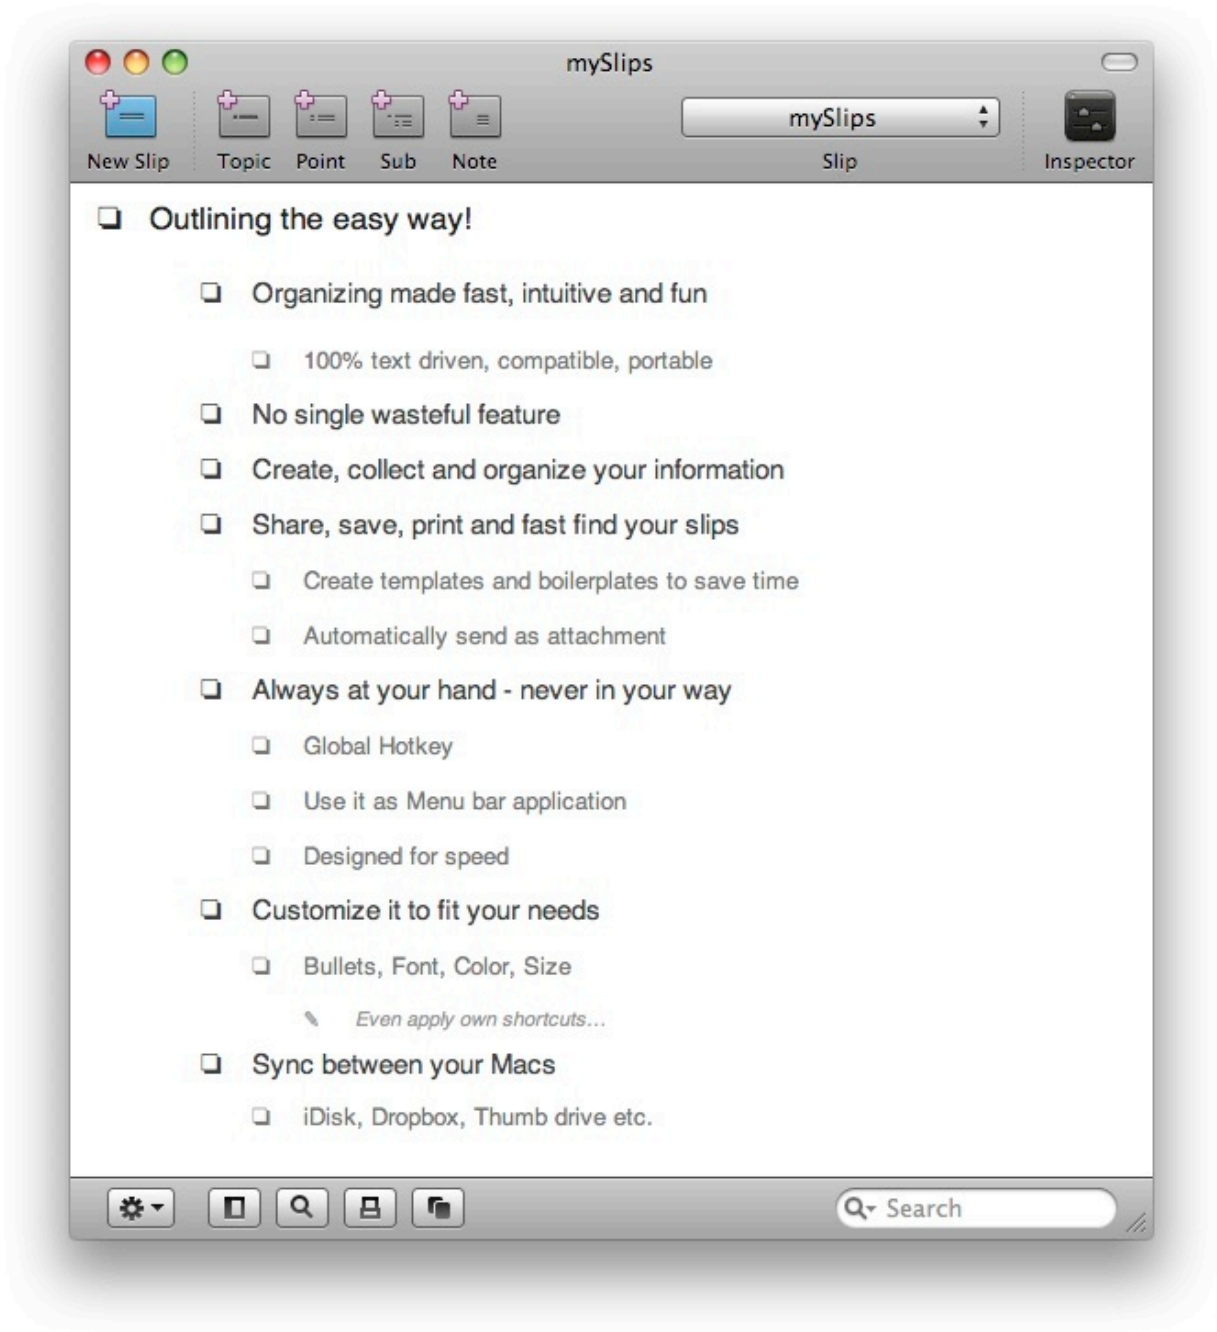 mySlips
New Slip Topic Point Sub Note mySlips Slip Inspector
Outlining the easy way!
Organizing made fast, intuitive and fun
100% text driven, compatible, portable
No single wasteful feature
Create, collect and organize your information
Share, save, print and fast find your slips
Create templates and boilerplates to save time
Automatically send as attachment
Always at your hand - never in your way
Global Hotkey
Use it as Menu bar application
Designed for speed
Customize it to fit your needs
Bullets, Font, Color, Size
Even apply own shortcuts...
Sync between your Macs
iDisk, Dropbox, Thumb drive etc.
Search